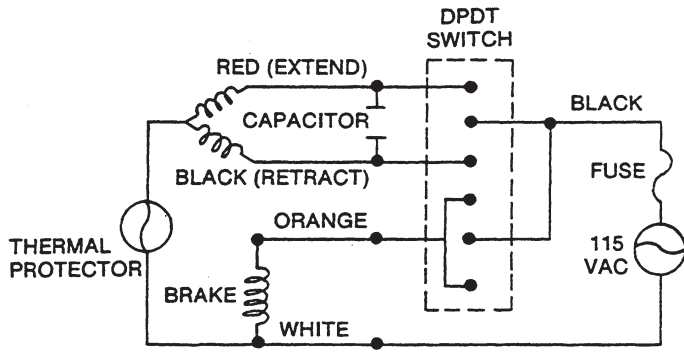 DPDT
SWITCH
RED (EXTEND)
BLACK
CAPACITOR
BLACK (RETRACT)
FUSE
ORANGE
THERMAL
PROTECTOR
115
VAC
BRAKE
WHITE